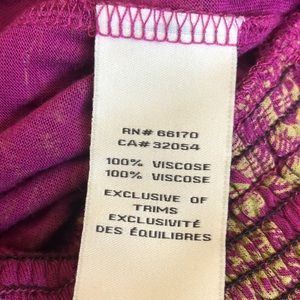 RN# 66170
CA# 32054
100% VISCOSE
100% VISCOSE
EXCLUSIVE OF
TRIMS
EXCLUSIVITÉ
DES ÉQUILIBRES